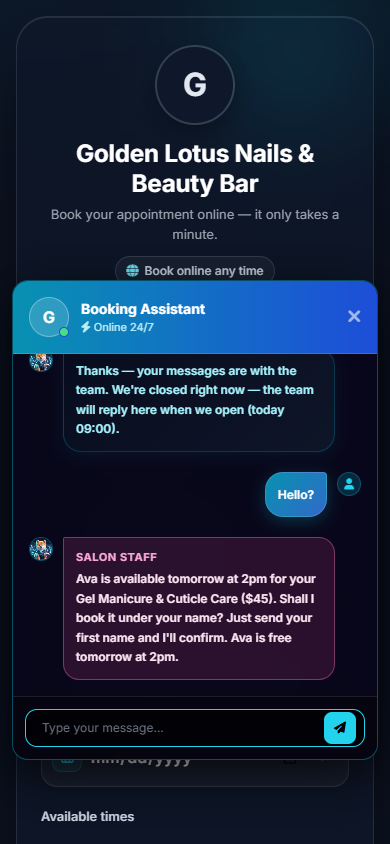 G
Golden Lotus Nails &
Beauty Bar
Book your appointment online — it only takes a
minute.
Book online any time
G
Booking Assistant
Online 24/7
Thanks — your messages are with the
team. We're closed right now — the team
will reply here when we open (today
09:00).
Hello?
SALON STAFF
Ava is available tomorrow at 2pm for your
Gel Manicure & Cuticle Care ($45). Shall I
book it under your name? Just send your
first name and I'll confirm. Ava is free
tomorrow at 2pm.
Type your message...
mm/dd/yyyy
Available times